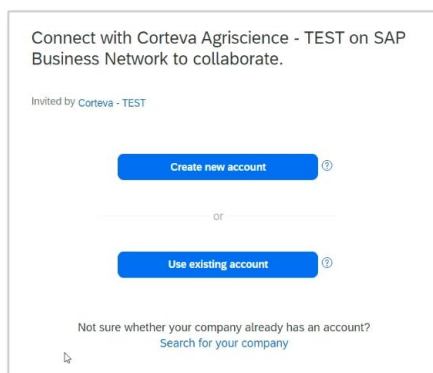 Connect with Corteva Agriscience - TEST on SAP
Business Network to collaborate.
Invited by Corteva - TEST
Create new account ?
or
Use existing account ?
Not sure whether your company already has an account?
Search for your company